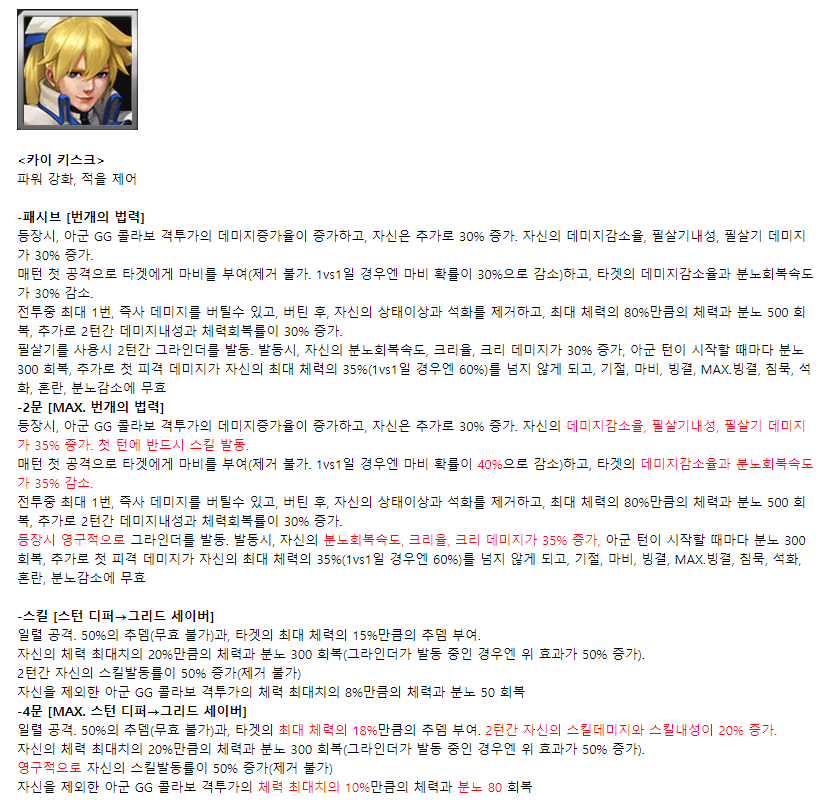 <카이 키스크>
파워 강화, 적을 제어
-패시브 [번개의 법력]
등장시, 아군 GG 콜라보 격투가의 데미지증가율이 증가하고, 자신은 추가로 30% 증가. 자신의 데미지감소율, 필살기내성, 필살기 데미지
가 30% 증가.
매턴 첫 공격으로 타겟에게 마비를 부여(제거 불가. 1vs1일 경우엔 마비 확률이 30%으로 감소)하고, 타겟의 데미지감소율과 분노회복속도
가 30% 감소.
전투중 최대 1번, 즉사 데미지를 버틸수 있고, 버틴 후, 자신의 상태이상과 석화를 제거하고, 최대 체력의 80%만큼의 체력과 분노 500 회
복, 추가로 2턴간 데미지내성과 체력회복률이 30% 증가.
필살기를 사용시 2턴간 그라인더를 발동. 발동시, 자신의 분노회복속도, 크리율, 크리 데미지가 30% 증가, 아군 턴이 시작할 때마다 분노
300 회복, 추가로 첫 피격 데미지가 자신의 최대 체력의 35%(1vs1일 경우엔 60%)를 넘지 않게 되고, 기절, 마비, 빙결, MAX.빙결, 침묵, 석
화, 혼란, 분노감소에 무효
-2문 [MAX. 번개의 법력]
등장시, 아군 GG 콜라보 격투가의 데미지증가율이 증가하고, 자신은 추가로 30% 증가. 자신의 데미지감소율, 필살기내성, 필살기 데미지
가 35% 증가. 첫 턴에 반드시 스킬 발동.
매턴 첫 공격으로 타겟에게 마비를 부여(제거 불가. 1vs1일 경우엔 마비 확률이 40%으로 감소)하고, 타겟의 데미지감소율과 분노회복속도
가 35% 감소.
전투중 최대 1번, 즉사 데미지를 버틸수 있고, 버틴 후, 자신의 상태이상과 석화를 제거하고, 최대 체력의 80%만큼의 체력과 분노 500 회
복, 추가로 2턴간 데미지내성과 체력회복률이 30% 증가.
등장시 영구적으로 그라인더를 발동. 발동시, 자신의 분노회복속도, 크리율, 크리 데미지가 35% 증가, 아군 턴이 시작할 때마다 분노 300
회복, 추가로 첫 피격 데미지가 자신의 최대 체력의 35%(1vs1일 경우엔 60%)를 넘지 않게 되고, 기절, 마비, 빙결, MAX.빙결, 침묵, 석화,
혼란, 분노감소에 무효
-스킬 [스턴 디퍼→그리드 세이버]
일렬 공격. 50%의 추뎀(무효 불가)과, 타겟의 최대 체력의 15%만큼의 추뎀 부여.
자신의 체력 최대치의 20%만큼의 체력과 분노 300 회복(그라인더가 발동 중인 경우엔 위 효과가 50% 증가).
2턴간 자신의 스킬발동률이 50% 증가(제거 불가)
자신을 제외한 아군 GG 콜라보 격투가의 체력 최대치의 8%만큼의 체력과 분노 50 회복
-4문 [MAX. 스턴 디퍼→그리드 세이버]
일렬 공격. 50%의 추뎀(무효 불가)과, 타겟의 최대 체력의 18%만큼의 추뎀 부여. 2턴간 자신의 스킬데미지와 스킬내성이 20% 증가.
자신의 체력 최대치의 20%만큼의 체력과 분노 300 회복(그라인더가 발동 중인 경우엔 위 효과가 50% 증가).
영구적으로 자신의 스킬발동률이 50% 증가(제거 불가)
자신을 제외한 아군 GG 콜라보 격투가의 체력 최대치의 10%만큼의 체력과 분노 80 회복